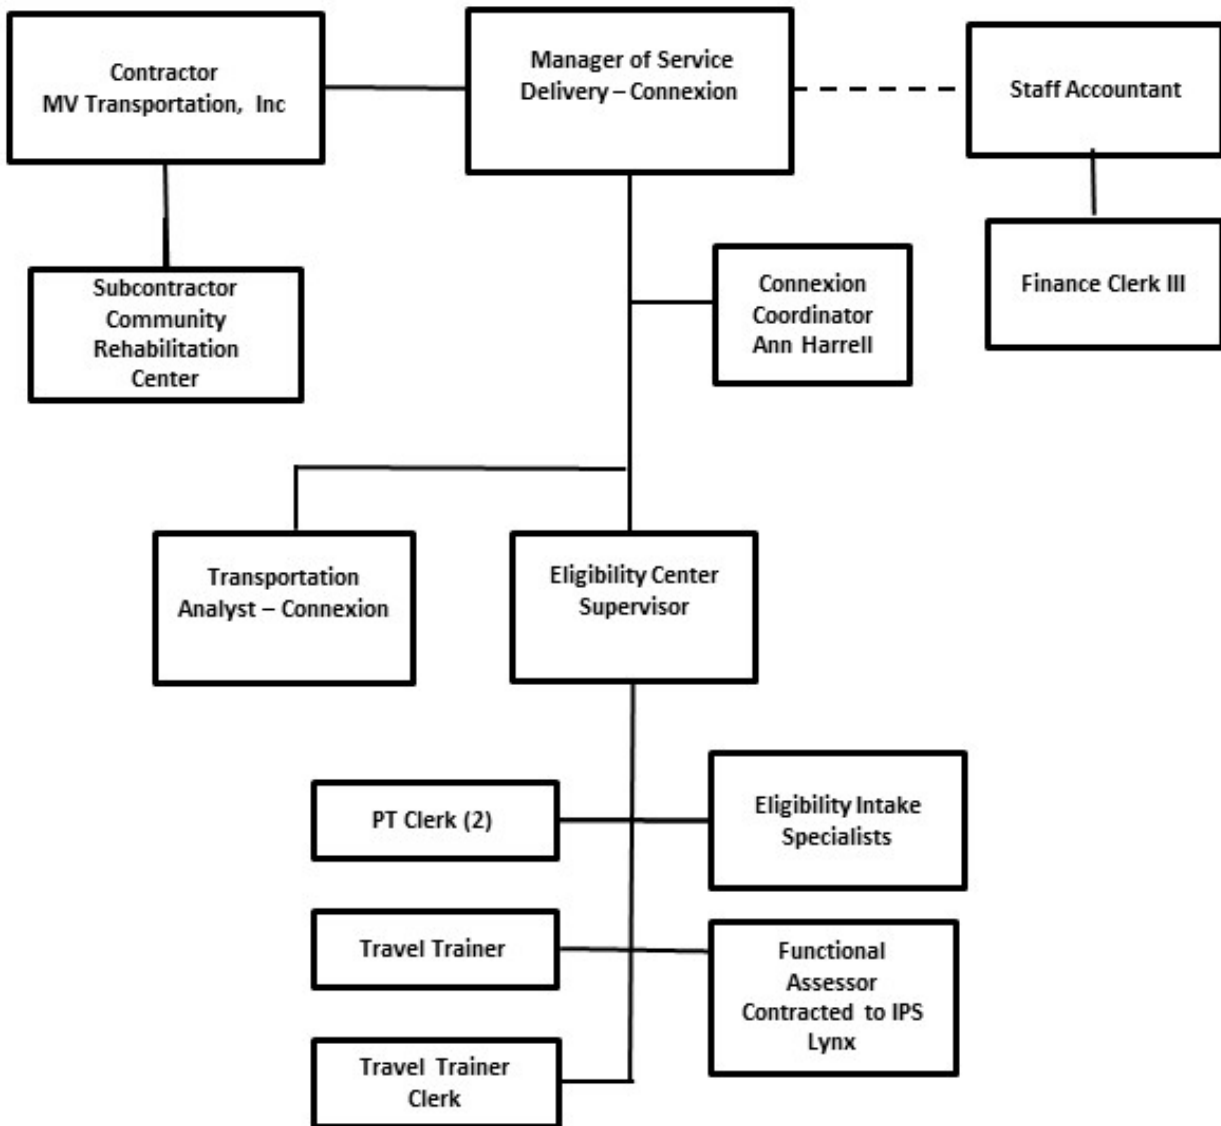 Contractor
MV Transportation, Inc
Manager of Service
Delivery – Connexion
Staff Accountant
Subcontractor
Community
Rehabilitation
Center
Connexion
Coordinator
Ann Harrell
Finance Clerk III
Transportation
Analyst – Connexion
Eligibility Center
Supervisor
PT Clerk (2)
Eligibility Intake
Specialists
Travel Trainer
Functional
Assessor
Contracted to IPS
Lynx
Travel Trainer
Clerk